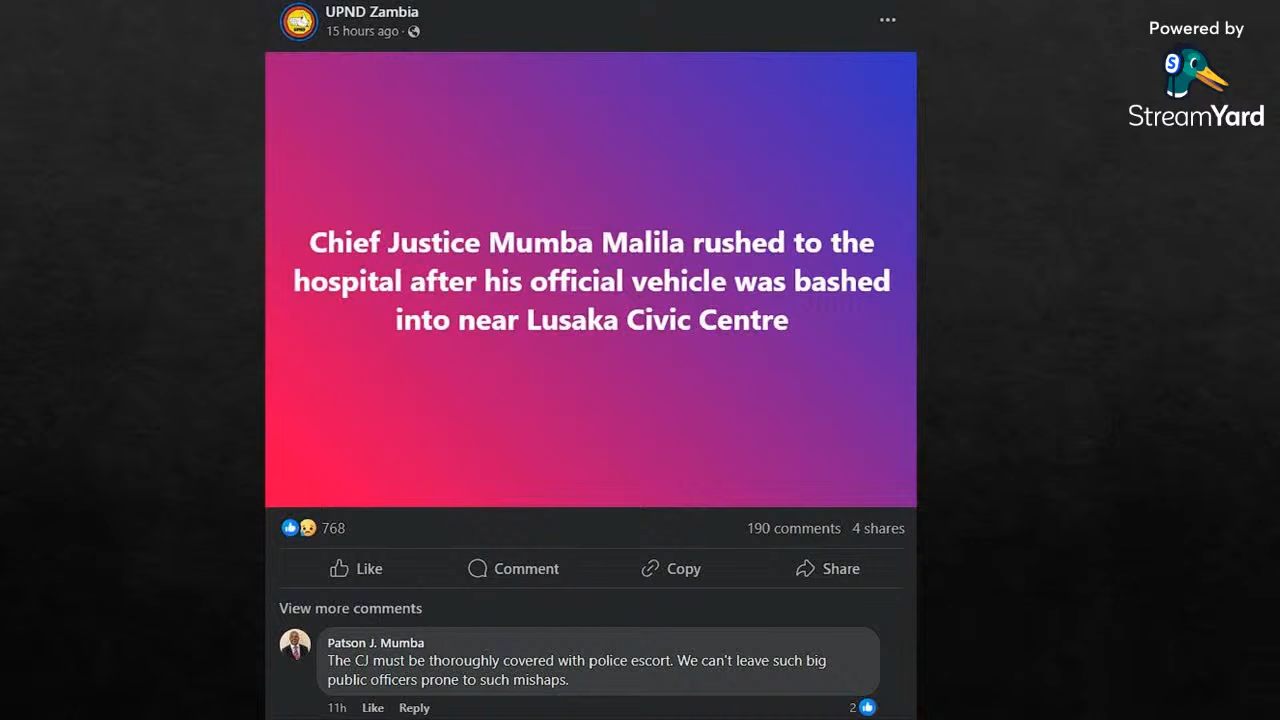 UPND Zambia
15 hours ago ·
Powered by
StreamYard
Chief Justice Mumba Malila rushed to the
hospital after his official vehicle was bashed
into near Lusaka Civic Centre
768
190 comments 4 shares
Like Comment Copy Share
View more comments
Patson J. Mumba
The CJ must be thoroughly covered with police escort. We can't leave such big
public officers prone to such mishaps.
11h Like Reply 2